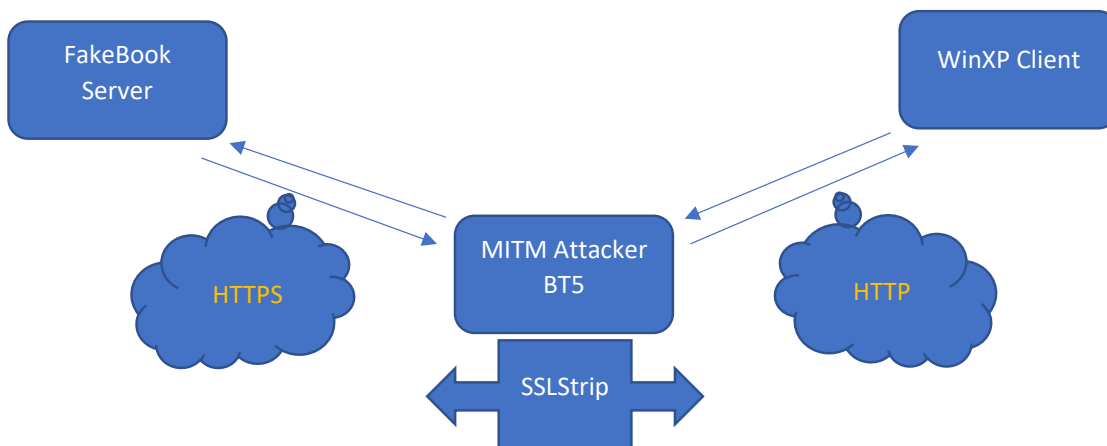 FakeBook
Server
WinXP Client
MITM Attacker
BT5
HTTPS
HTTP
SSLStrip